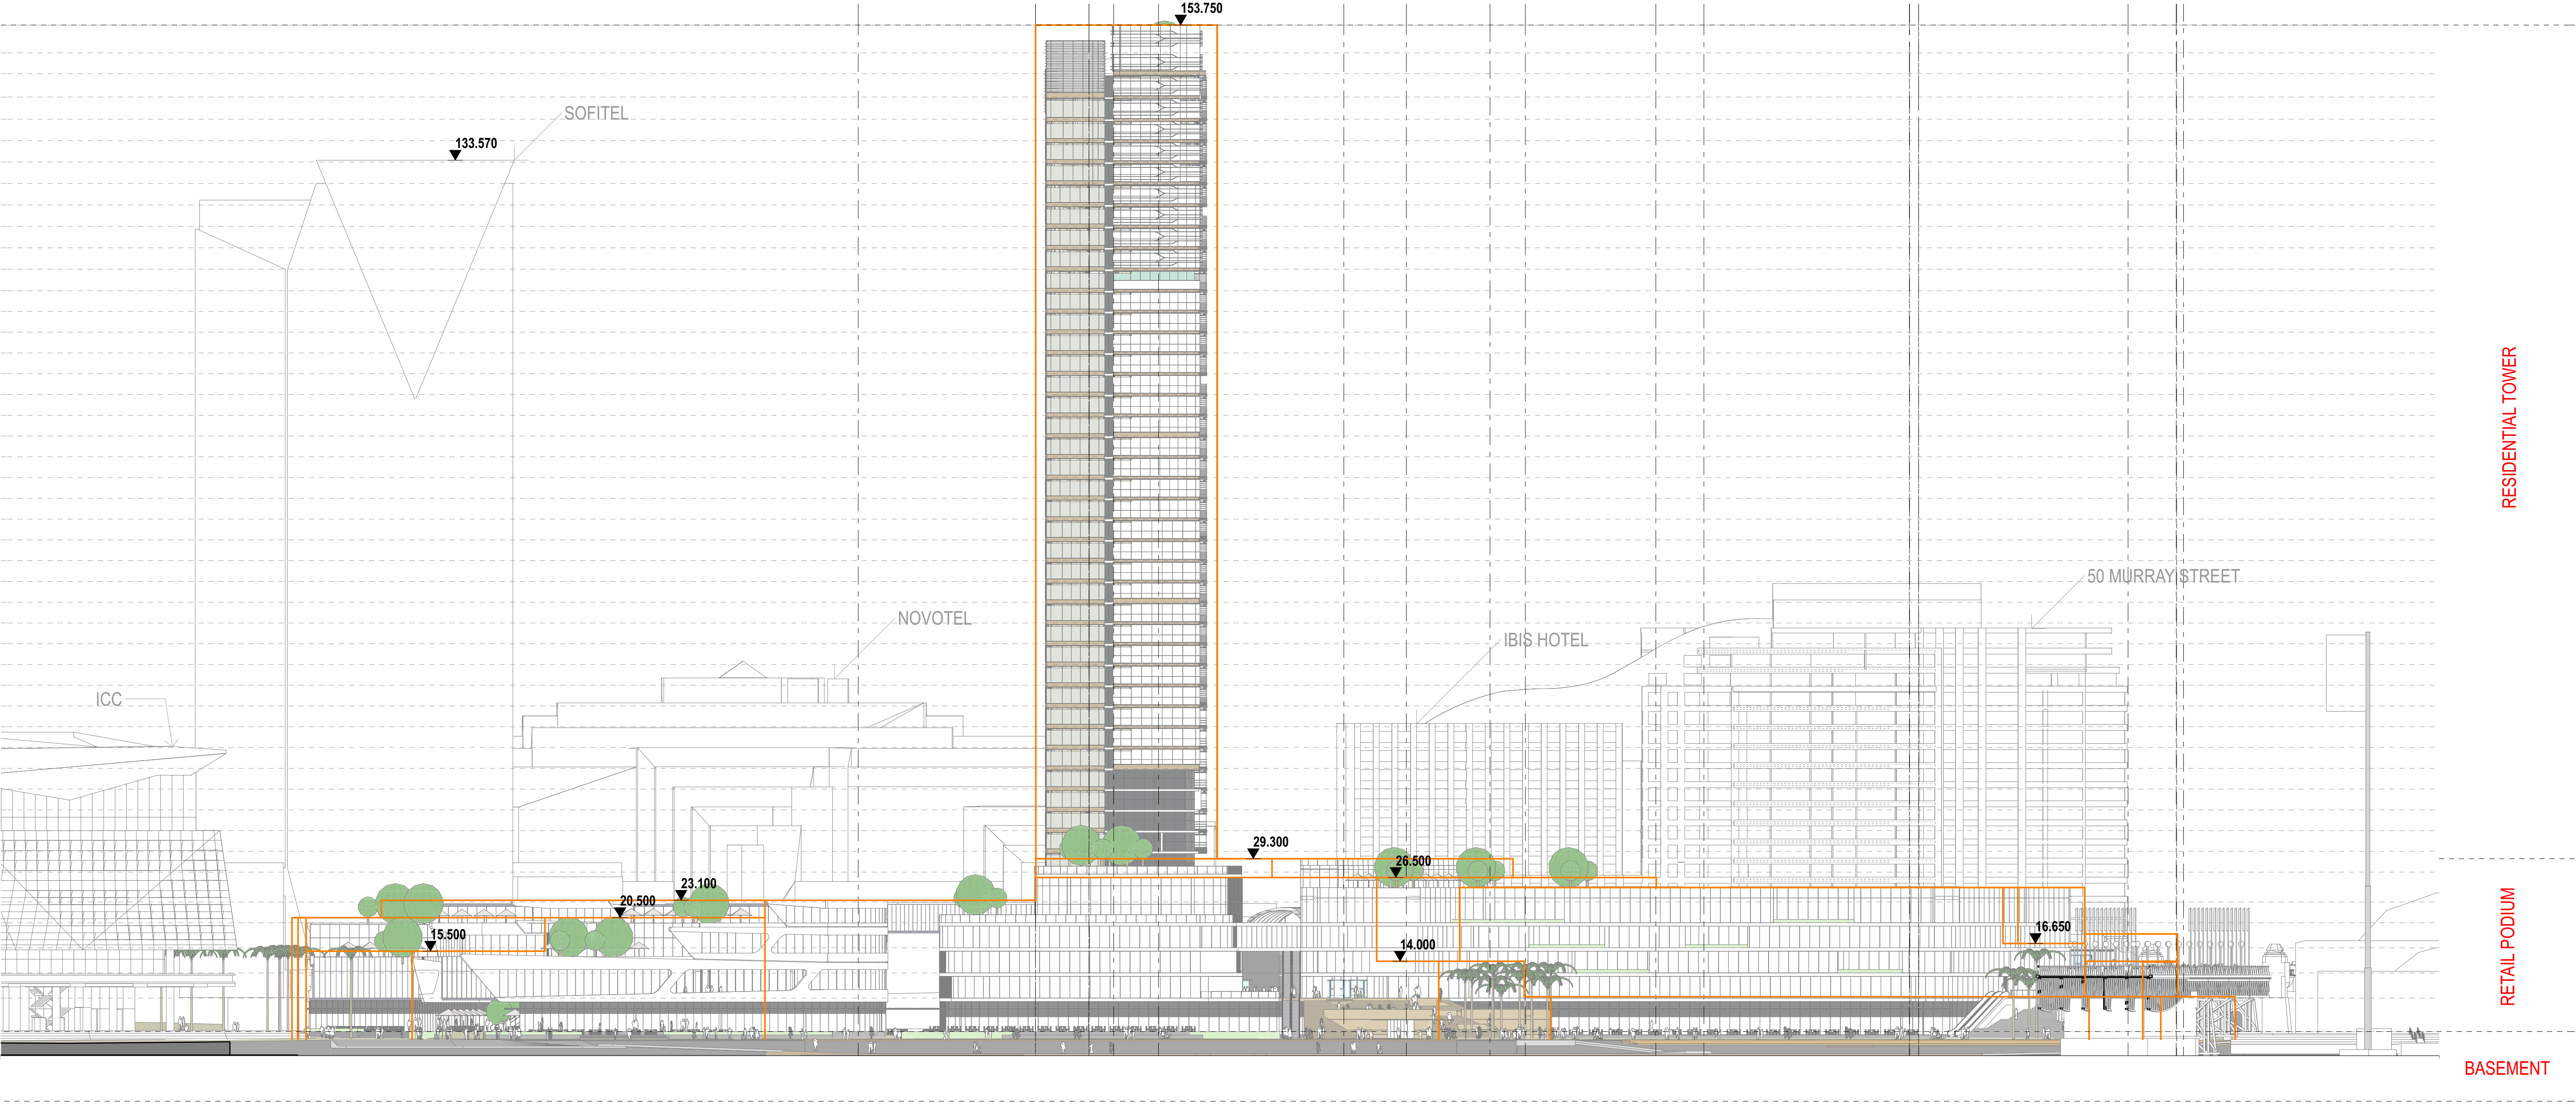 153.750
SOFITEL
133.570
RESIDENTIAL TOWER
50 MURRAY STREET
NOVOTEL
IBIS HOTEL
ICC
29.300
26.500
23.100
20.500
15.500
14.000
16.650
RETAIL PODIUM
BASEMENT